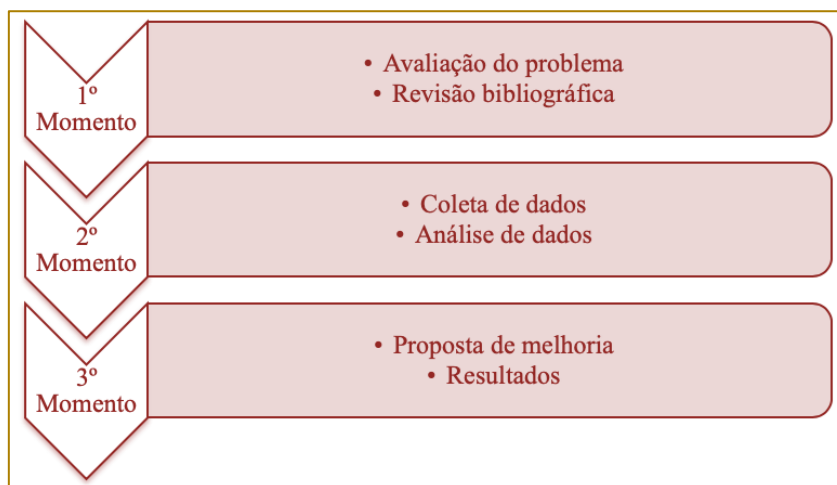 1º
Momento
• Avaliação do problema
• Revisão bibliográfica
2º
Momento
• Coleta de dados
• Análise de dados
3º
Momento
• Proposta de melhoria
• Resultados